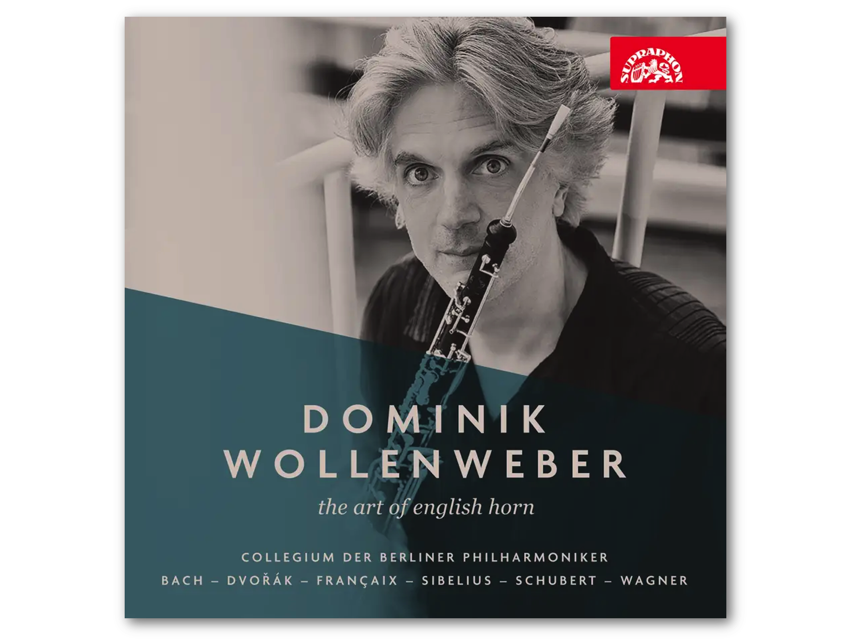 SUPRAPHON
DOMINIK
WOLLENWEBER
the art of english horn
COLLEGIUM DER BERLINER PHILHARMONIKER
BACH – DVOŘÁK – FRANÇAIX – SIBELIUS – SCHUBERT – WAGNER